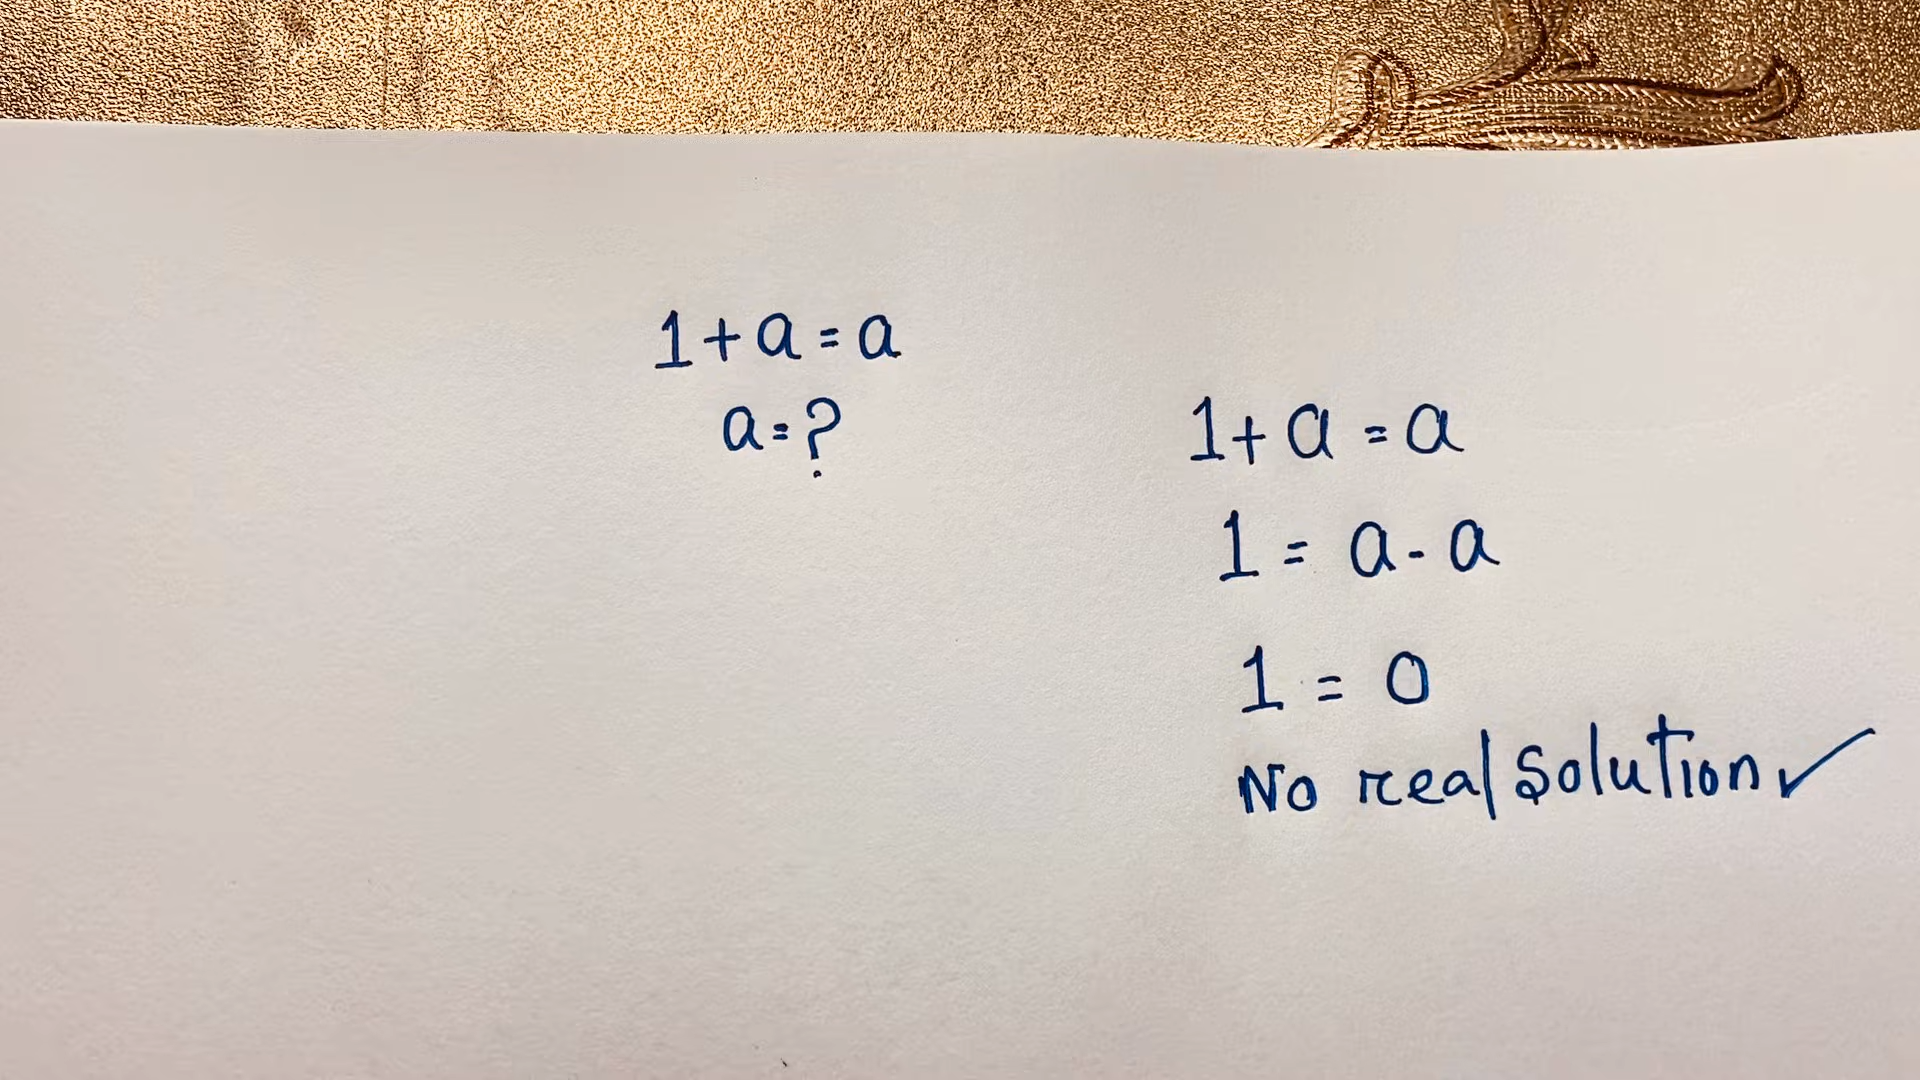 1+a=a
a=?
1+a=a
1=a-a
1=0
No real solution✓